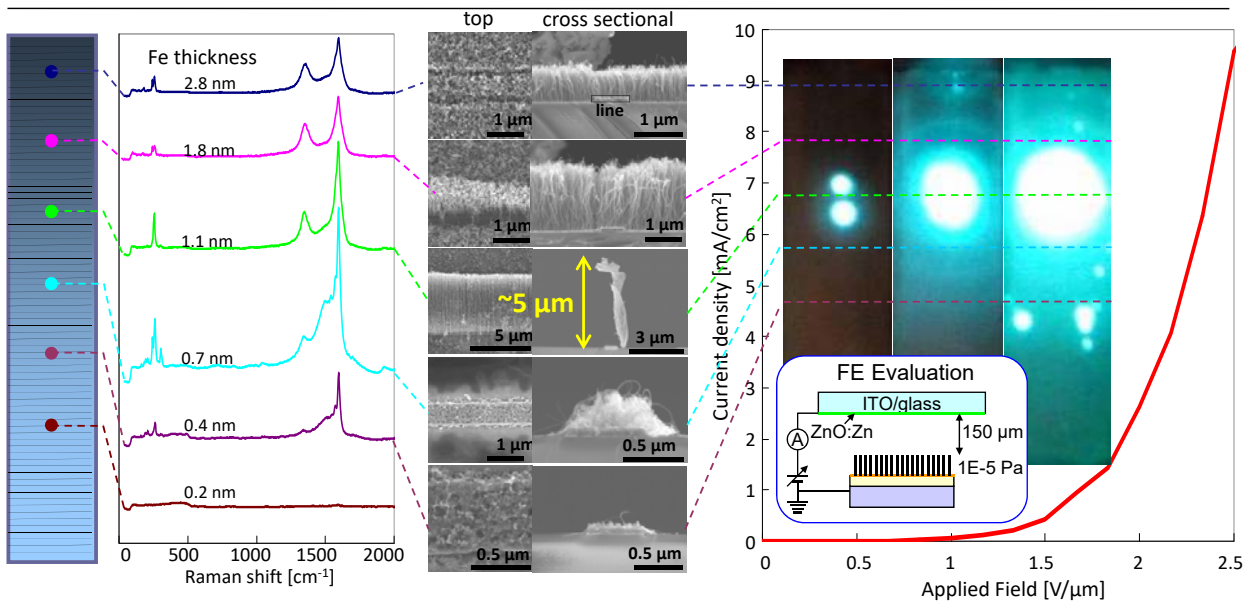 Fe thickness
2.8 nm
1.8 nm
1.1 nm
0.7 nm
0.4 nm
0.2 nm
0
500
1000
1500
2000
Raman shift [cm-1]
top
cross sectional
1 μm
line
1 μm
1 μm
1 μm
~5 μm
5 μm
3 μm
1 μm
0.5 μm
0.5 μm
0.5 μm
Current density [mA/cm2]
10
9
8
7
6
5
4
3
2
1
0
FE Evaluation
ITO/glass
A
ZnO:Zn
150 μm
1E-5 Pa
0
0.5
1
1.5
2
2.5
Applied Field [V/μm]